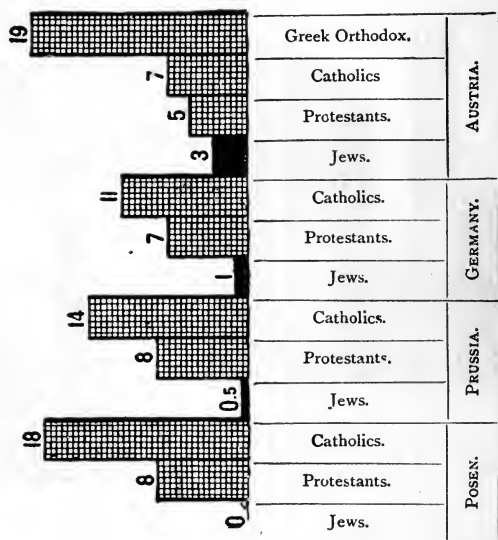 19 Greek Orthodox.
7 Catholics
5 Protestants.
3 Jews.
AUSTRIA.
11 Catholics.
7 Protestants.
1 Jews.
GERMANY.
14 Catholics.
8 Protestants.
0.5 Jews.
PRUSSIA.
18 Catholics.
8 Protestants.
0 Jews.
POSEN.